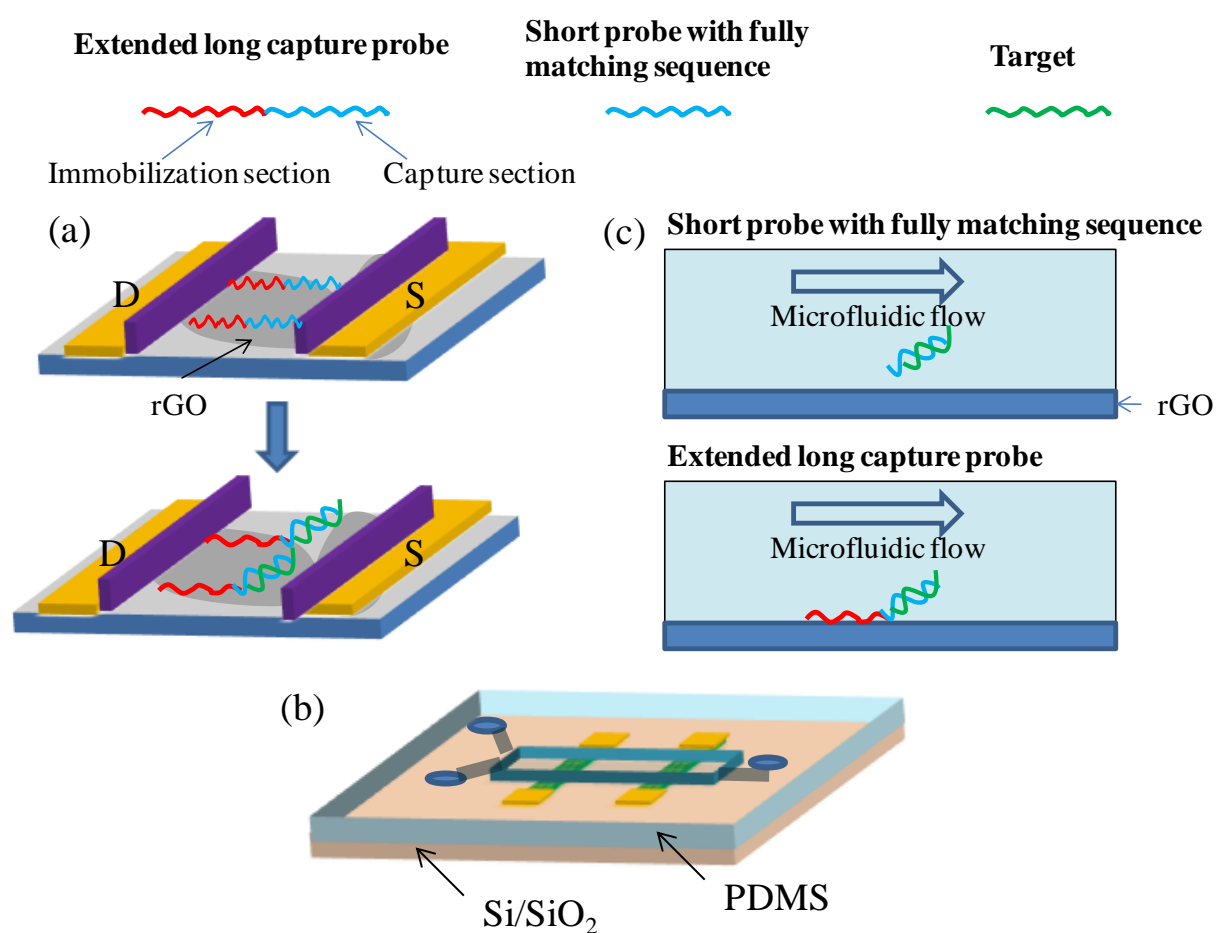 Extended long capture probe
Short probe with fully
matching sequence
Target
Immobilization section
Capture section
(a)
D
S
rGO
D
S
(c)
Short probe with fully matching sequence
Microfluidic flow
rGO
Extended long capture probe
Microfluidic flow
(b)
Si/SiO₂
PDMS